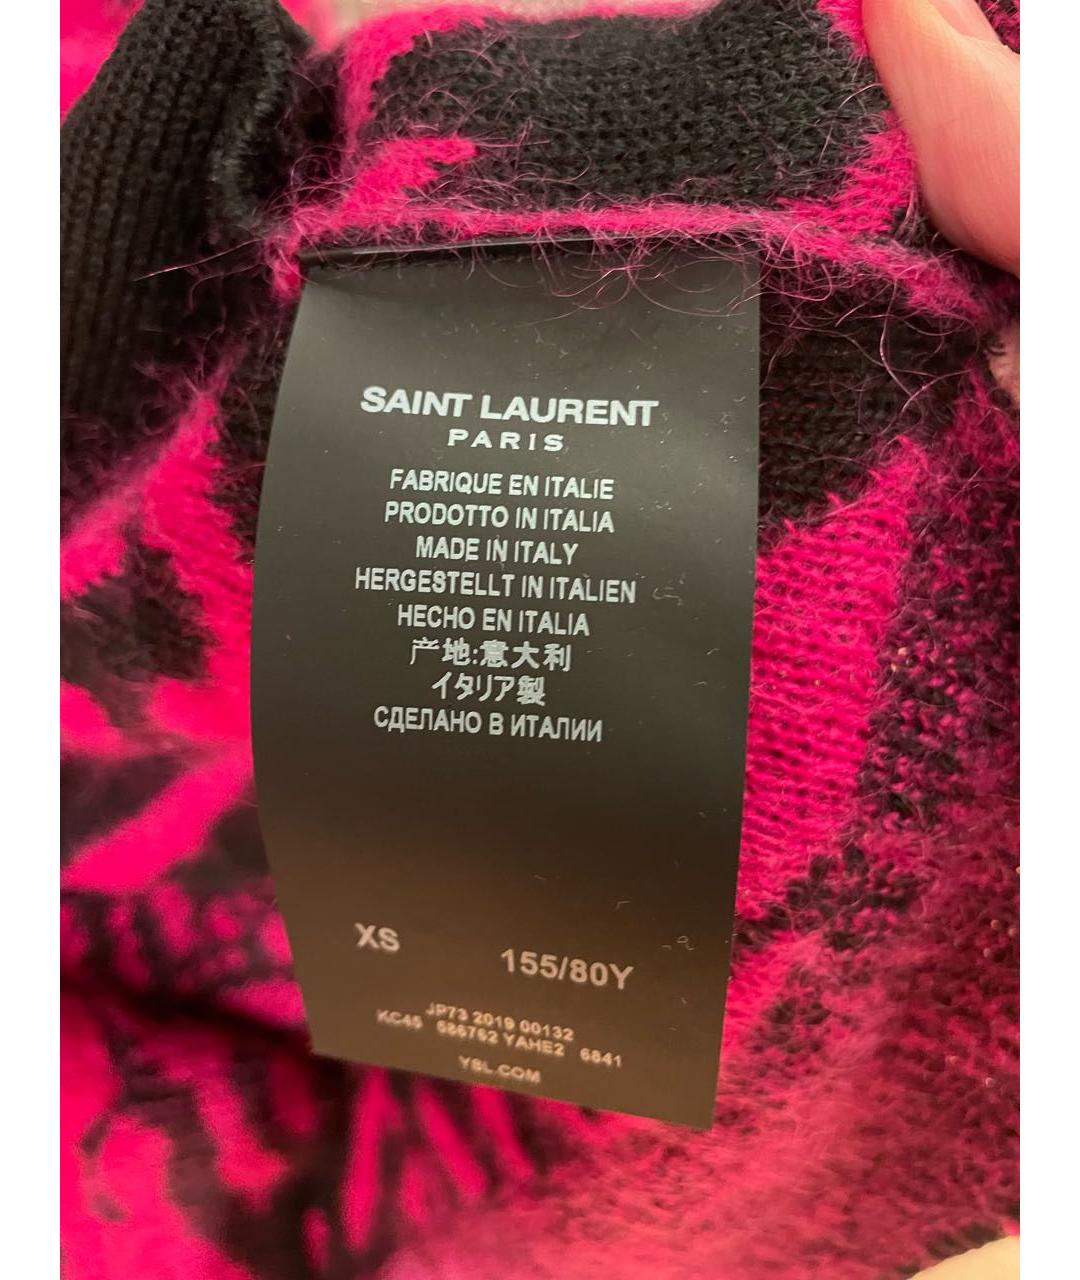 SAINT LAURENT
PARIS
FABRIQUE EN ITALIE
PRODOTTO IN ITALIA
MADE IN ITALY
HERGESTELLT IN ITALIEN
HECHO EN ITALIA
产地:意大利
イタリア製
СДЕЛАНО В ИТАЛИИ
XS 155/80Y
JP73 2019 00132
KC45 686762 YAHE2 6841
YSL.COM